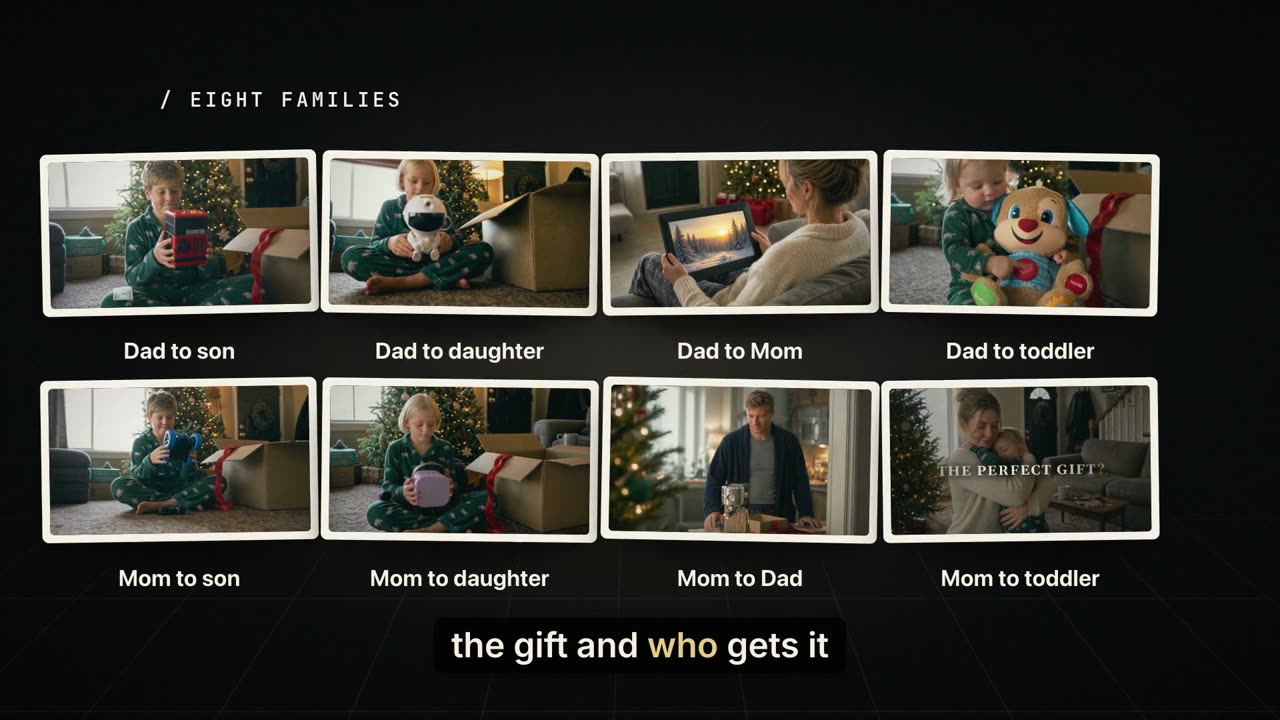 / EIGHT FAMILIES
Dad to son
Dad to daughter
Dad to Mom
Dad to toddler
THE PERFECT GIFT?
Mom to son
Mom to daughter
Mom to Dad
Mom to toddler
the gift and who gets it